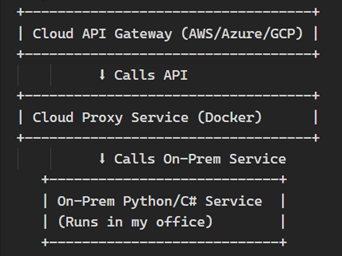 Cloud API Gateway (AWS/Azure/GCP)
⬇ Calls API
Cloud Proxy Service (Docker)
⬇ Calls On-Prem Service
On-Prem Python/C# Service
(Runs in my office)